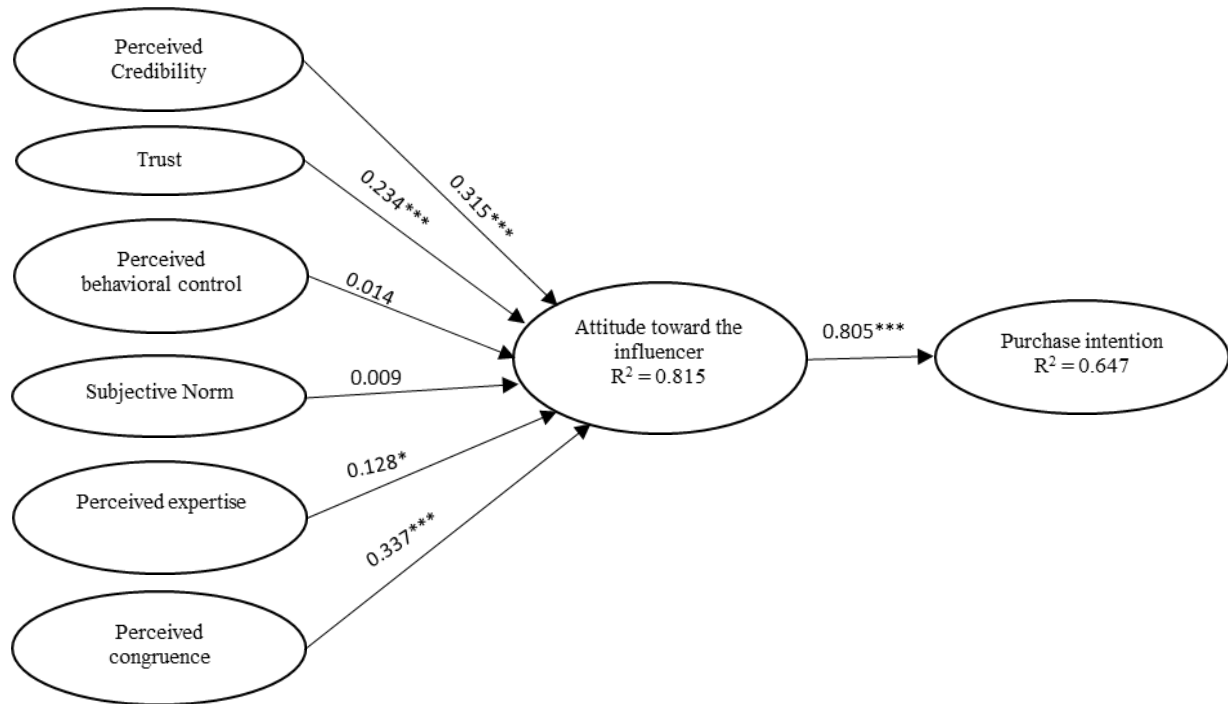 Perceived
Credibility
Trust
Perceived
behavioral control
Subjective Norm
Perceived expertise
Perceived
congruence
0.315***
0.234***
0.014
0.009
0.128*
0.337***
Attitude toward the
influencer
R² = 0.815
0.805***
Purchase intention
R² = 0.647